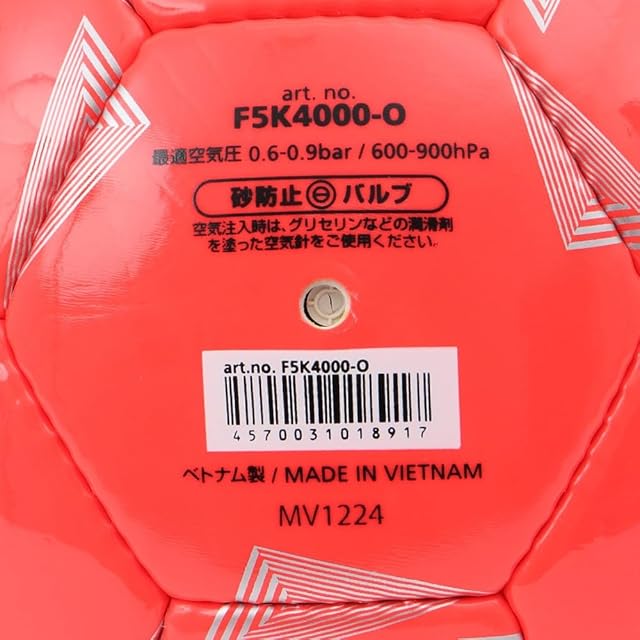 art. no.
F5K4000-O
最適空気圧 0.6-0.9bar / 600-900hPa
砂防止 バルブ
空気注入時は、グリセリンなどの潤滑剤
を塗った空気針をご使用ください。
art.no. F5K4000-O
4570031018917
ベトナム製 / MADE IN VIETNAM
MV1224